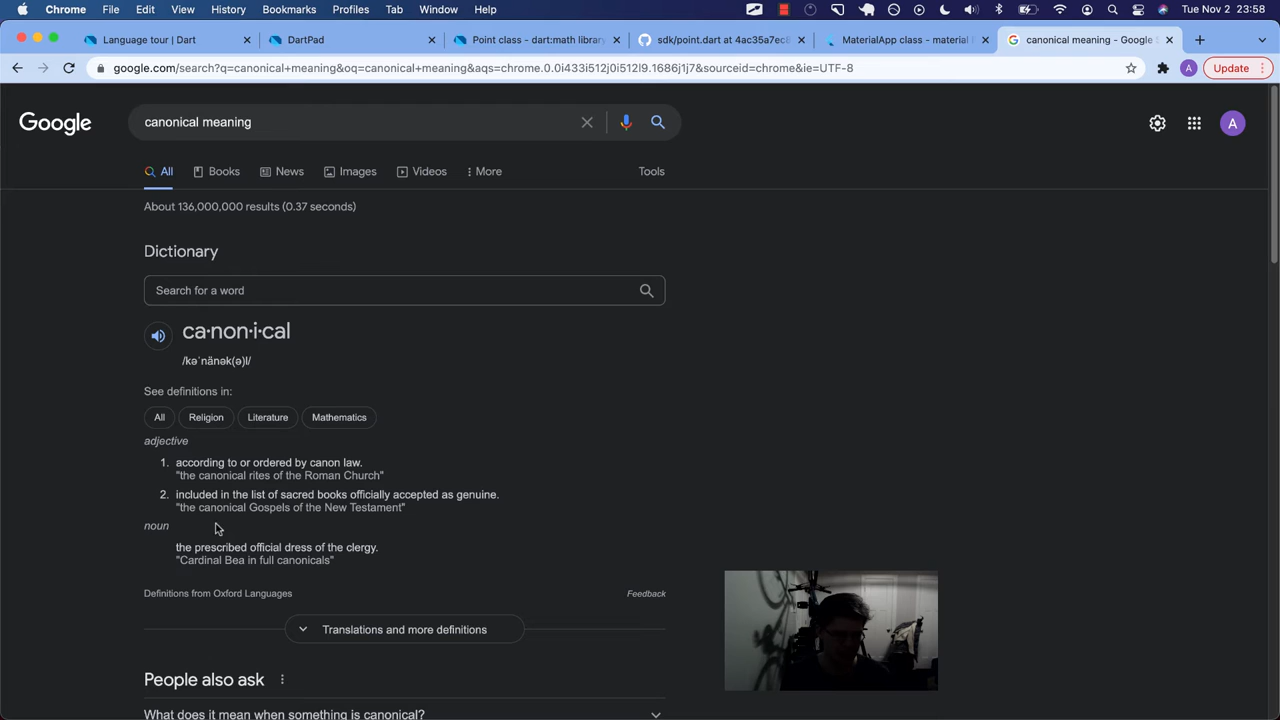 Chrome File Edit View History Bookmarks Profiles Tab Window Help Tue Nov 2 23:58
Language tour | Dart
DartPad
Point class - dart:math library
sdk/point.dart at 4ac35a7ec8
MaterialApp class - material
canonical meaning - Google S
google.com/search?q=canonical+meaning&oq=canonical+meaning&aqs=chrome.0.0i433i512j0i512l9.1686j1j7&sourceid=chrome&ie=UTF-8
A Update
Google
canonical meaning
A
All Books News Images Videos More Tools
About 136,000,000 results (0.37 seconds)
Dictionary
Search for a word
ca·non·i·cal
/kəˈnänək(ə)l/
See definitions in:
All Religion Literature Mathematics
adjective
1. according to or ordered by canon law.
"the canonical rites of the Roman Church"
2. included in the list of sacred books officially accepted as genuine.
"the canonical Gospels of the New Testament"
noun
the prescribed official dress of the clergy.
"Cardinal Bea in full canonicals"
Definitions from Oxford Languages Feedback
Translations and more definitions
People also ask
What does it mean when something is canonical?